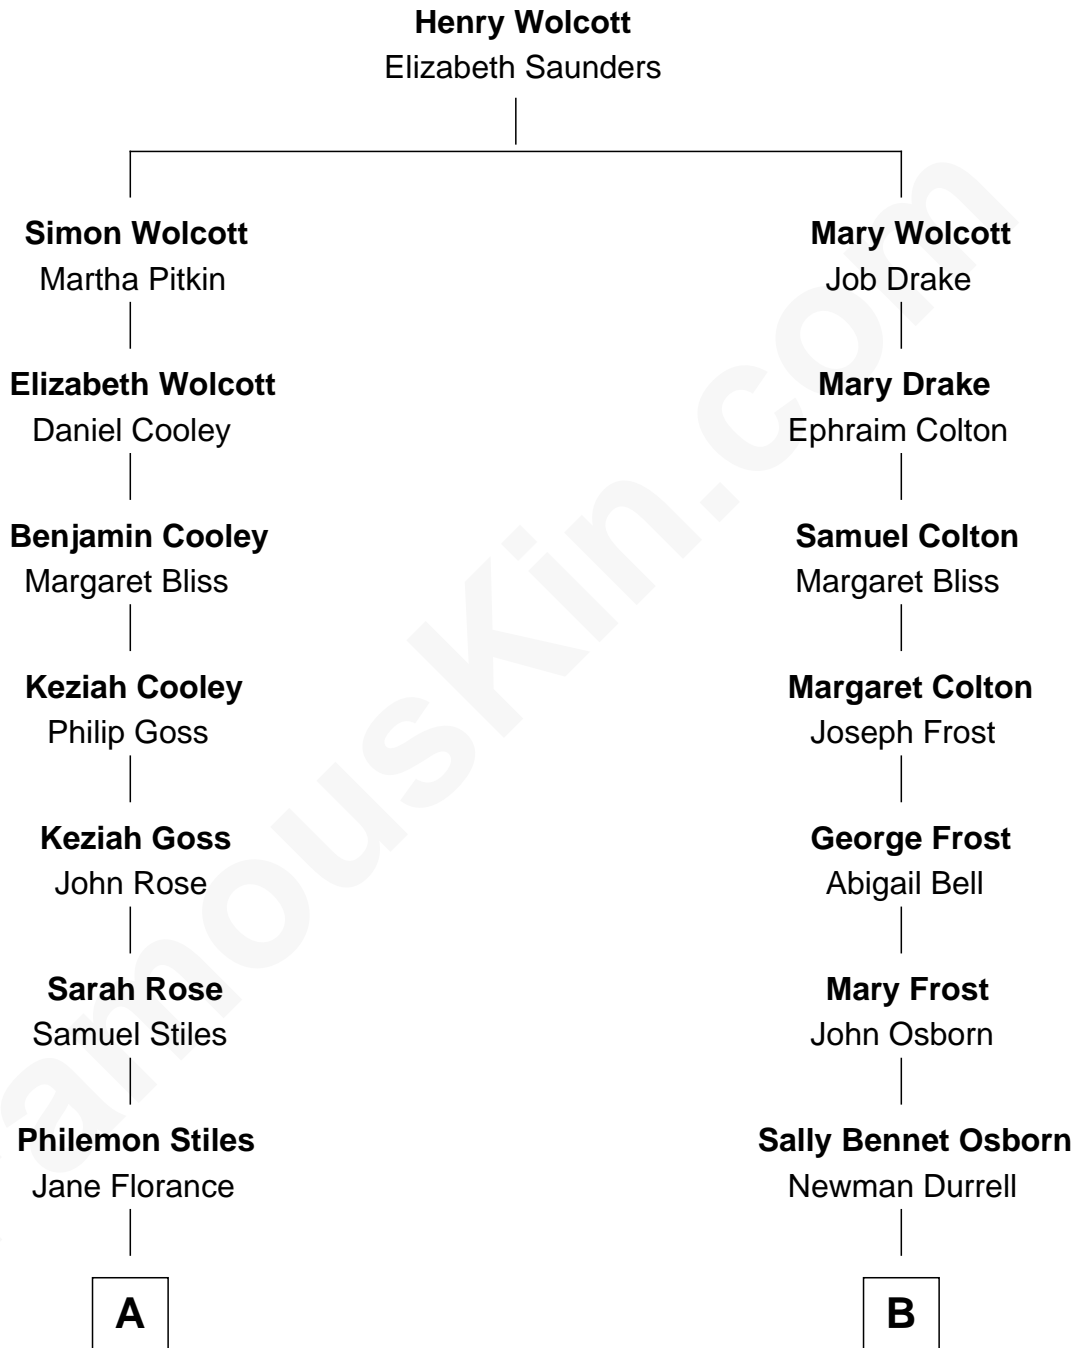 Henry Wolcott
Elizabeth Saunders
Simon Wolcott
Martha Pitkin
Mary Wolcott
Job Drake
Elizabeth Wolcott
Daniel Cooley
Mary Drake
Ephraim Colton
Benjamin Cooley
Margaret Bliss
Samuel Colton
Margaret Bliss
Keziah Cooley
Philip Goss
Margaret Colton
Joseph Frost
Keziah Goss
John Rose
George Frost
Abigail Bell
Sarah Rose
Samuel Stiles
Mary Frost
John Osborn
Philemon Stiles
Jane Florance
Sally Bennet Osborn
Newman Durrell
A
B
amouskin.com